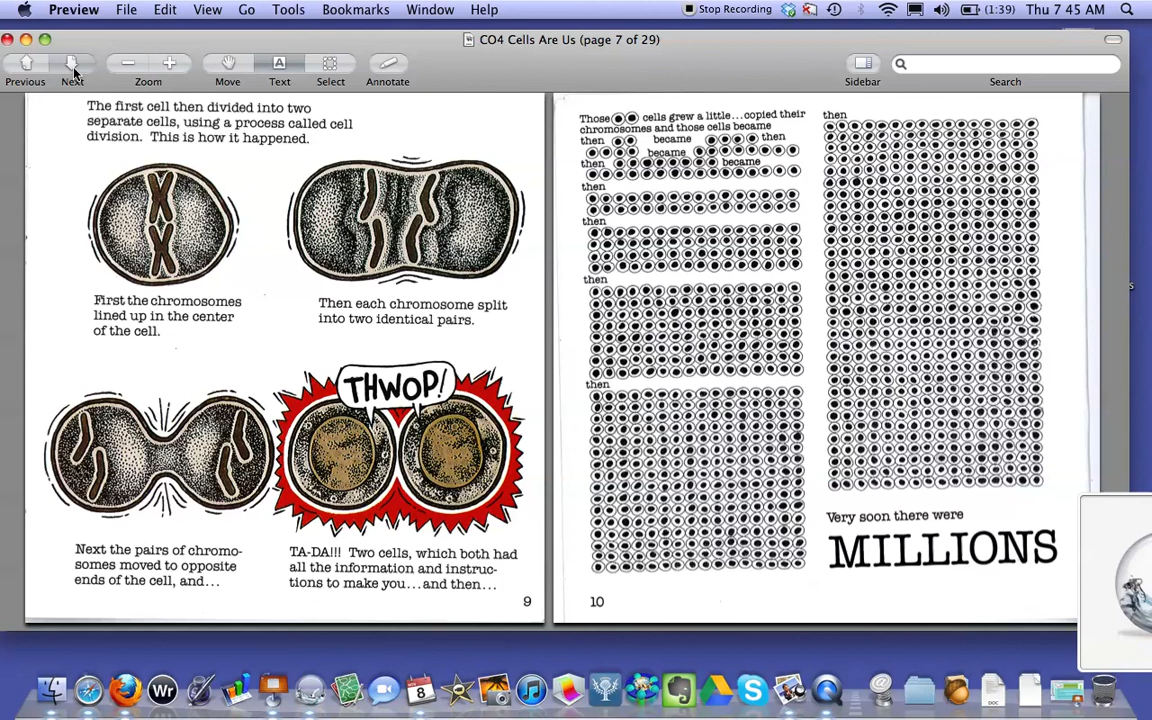 Preview File Edit View Go Tools Bookmarks Window Help
Stop Recording
(1:39) Thu 7 45 AM
CO4 Cells Are Us (page 7 of 29)
Previous Next Zoom Move Text Select Annotate Sidebar Search
The first cell then divided into two
separate cells, using a process called cell
division. This is how it happened.
First the chromosomes
lined up in the center
of the cell.
Then each chromosome split
into two identical pairs.
THWOP!
Next the pairs of chromo-
somes moved to opposite
ends of the cell, and...
TA-DA!!! Two cells, which both had
all the information and instruc-
tions to make you...and then...
9
Those cells grew a little...copied their
chromosomes and those cells became
then became then
became
then became
then
then
then
then
10
then
Very soon there were
MILLIONS
Wr
8
S
DOC